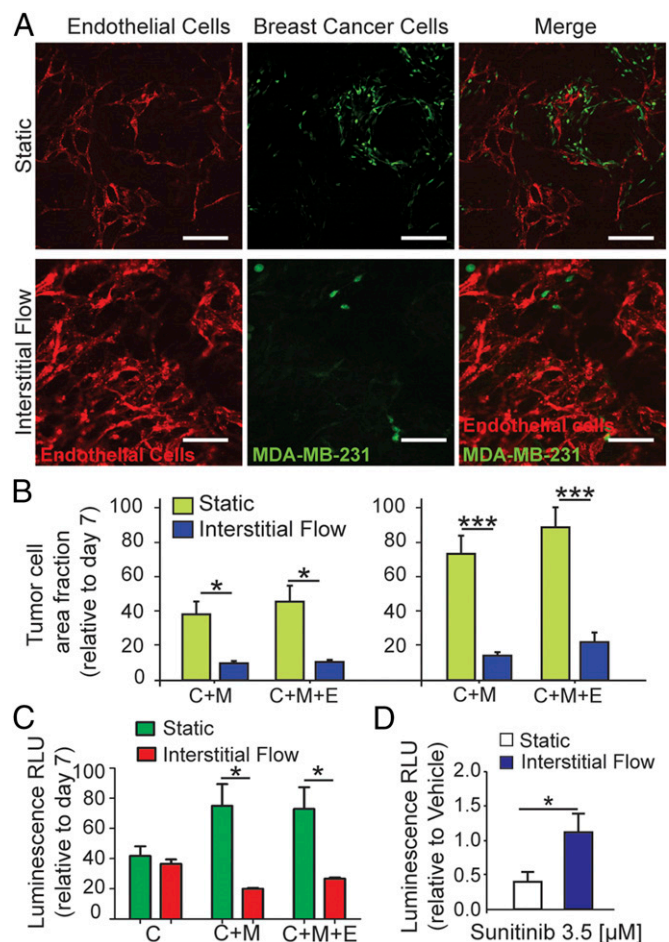 A
Endothelial Cells Breast Cancer Cells Merge
Static
Interstitial Flow
Endothelial Cells
MDA-MB-231
Endothelial cells
MDA-MB-231
B
Tumor cell
area fraction
(relative to day 7)
100
80
60
40
20
0
Static
Interstitial Flow
*
*
C+M C+M+E
100
80
60
40
20
***
***
C+M C+M+E
C
Static
Interstitial Flow
Luminescence RLU
(relative to day 7)
100
80
60
40
20
0
*
*
C C+M C+M+E
D
Static
Interstitial Flow
Luminescence RLU
(relative to Vehicle)
2.0
1.5
1.0
0.5
0.0
*
Sunitinib 3.5 [µM]